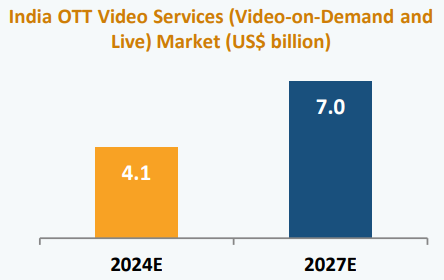 India OTT Video Services (Video-on-Demand and
Live) Market (US$ billion)
7.0
4.1
2024E
2027E